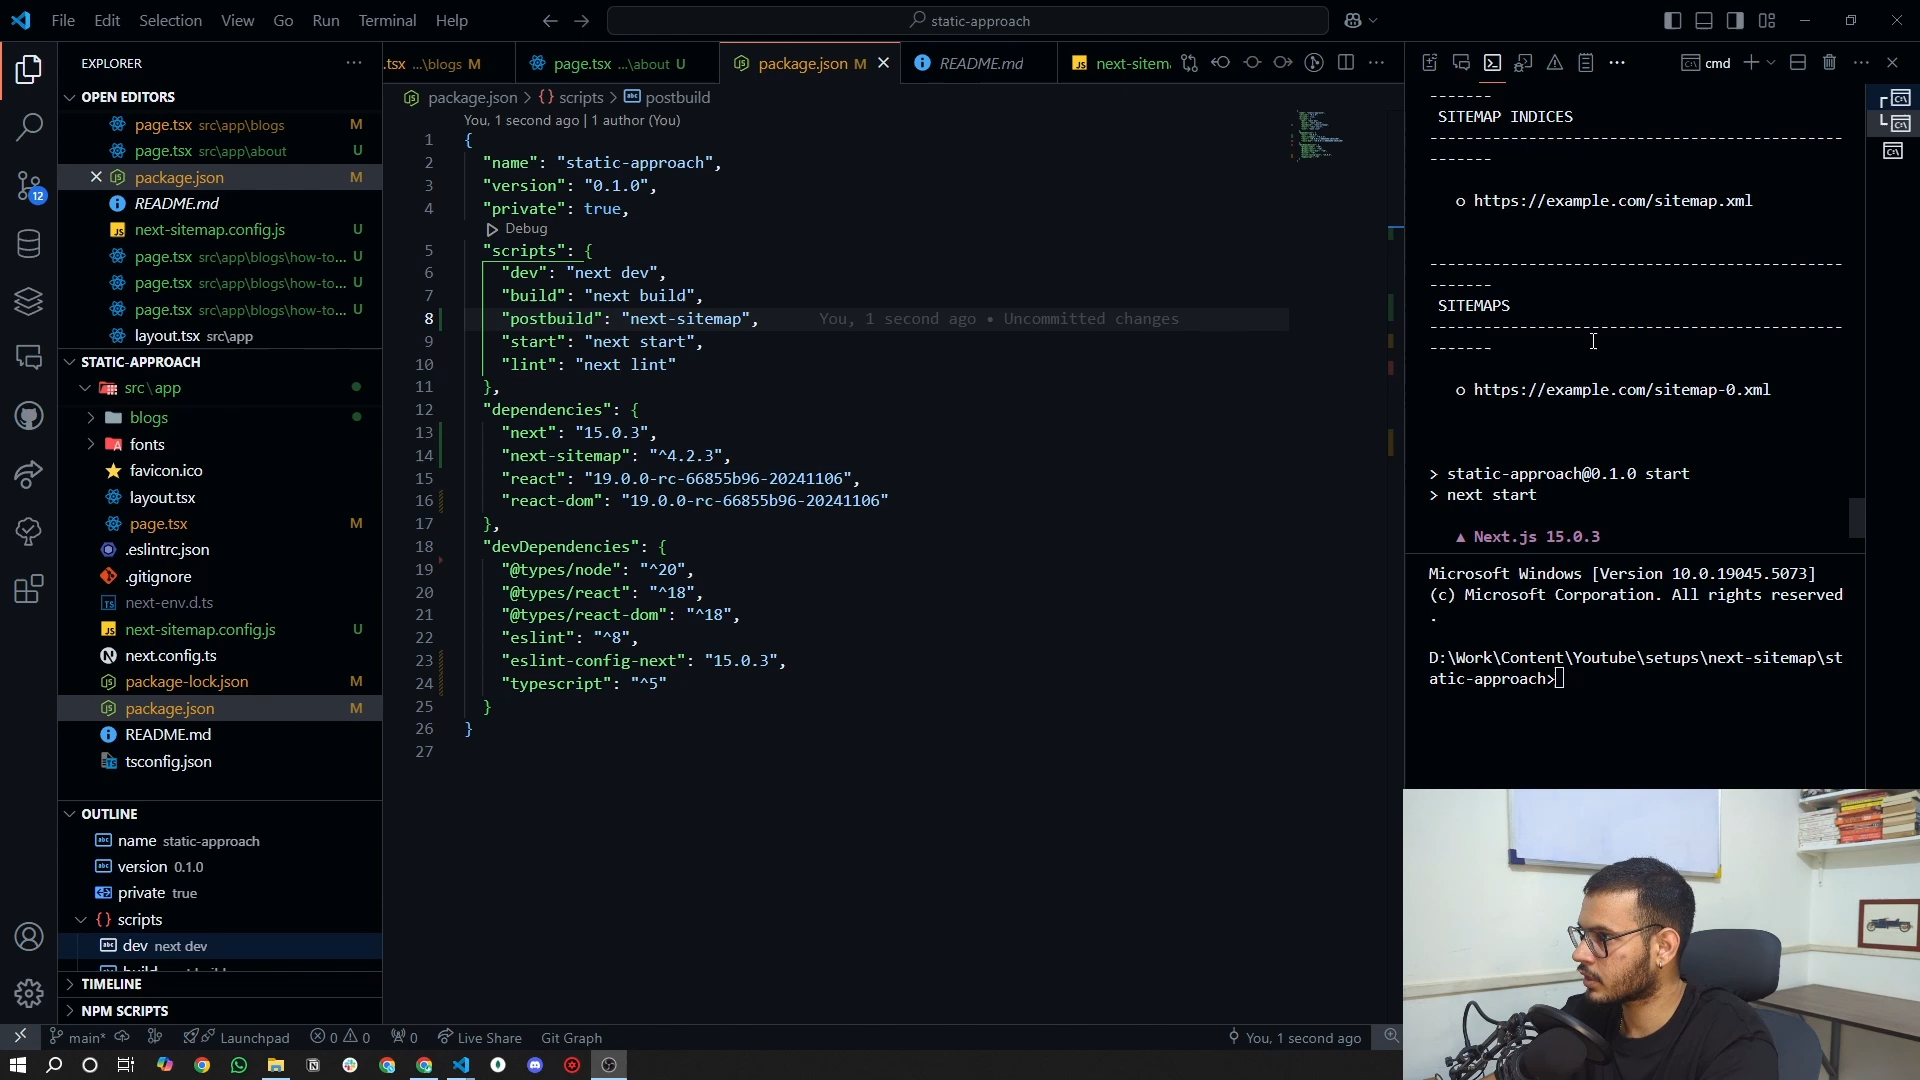 File Edit Selection View Go Run Terminal Help
static-approach
EXPLORER
OPEN EDITORS
page.tsx src\app\blogs M
page.tsx src\app\about U
package.json M
README.md
next-sitemap.config.js U
page.tsx src\app\blogs\how-to... U
page.tsx src\app\blogs\how-to... U
page.tsx src\app\blogs\how-to... U
layout.tsx src\app
STATIC-APPROACH
src\app
blogs
fonts
favicon.ico
layout.tsx
page.tsx M
.eslintrc.json
.gitignore
next-env.d.ts
next-sitemap.config.js U
next.config.ts
package-lock.json M
package.json M
README.md
tsconfig.json
OUTLINE
name static-approach
version 0.1.0
private true
scripts
dev next dev
TIMELINE
NPM SCRIPTS
12
.tsx ...\blogs M
page.tsx ...\about U
package.json M
README.md
next-sitem
package.json > {} scripts > postbuild
You, 1 second ago | 1 author (You)
1 {
2 "name": "static-approach",
3 "version": "0.1.0",
4 "private": true,
Debug
5 "scripts": {
6 "dev": "next dev",
7 "build": "next build",
8 "postbuild": "next-sitemap", You, 1 second ago • Uncommitted changes
9 "start": "next start",
10 "lint": "next lint"
11 },
12 "dependencies": {
13 "next": "15.0.3",
14 "next-sitemap": "^4.2.3",
15 "react": "19.0.0-rc-66855b96-20241106",
16 "react-dom": "19.0.0-rc-66855b96-20241106"
17 },
18 "devDependencies": {
19 "@types/node": "^20",
20 "@types/react": "^18",
21 "@types/react-dom": "^18",
22 "eslint": "^8",
23 "eslint-config-next": "15.0.3",
24 "typescript": "^5"
25 }
26 }
27
cmd
-------
SITEMAP INDICES
----------------------------------------------
-------
o https://example.com/sitemap.xml
----------------------------------------------
-------
SITEMAPS
----------------------------------------------
-------
o https://example.com/sitemap-0.xml
> static-approach@0.1.0 start
> next start
▲ Next.js 15.0.3
Microsoft Windows [Version 10.0.19045.5073]
(c) Microsoft Corporation. All rights reserved
.
D:\Work\Content\Youtube\setups\next-sitemap\st
atic-approach>
main* Launchpad 0 0 0 Live Share Git Graph You, 1 second ago